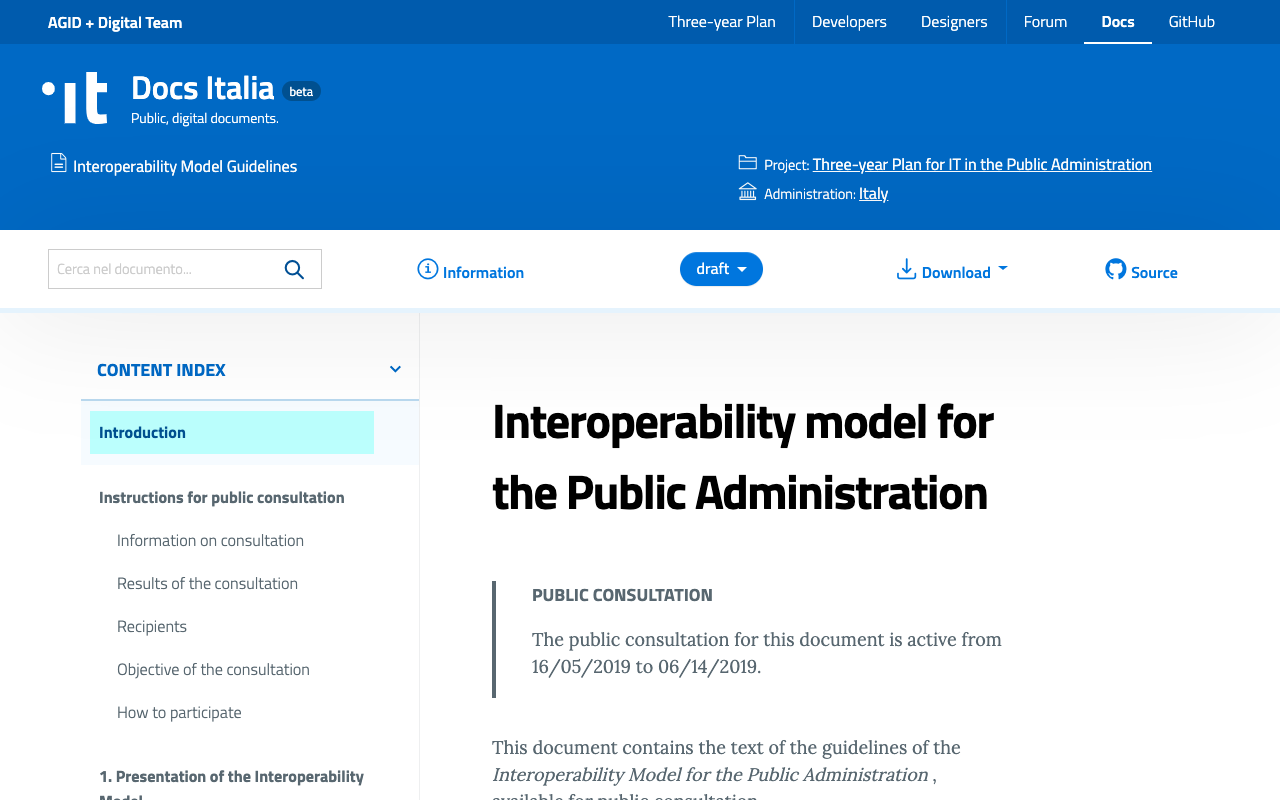 AGID + Digital Team
Three-year Plan
Developers
Designers
Forum
Docs
GitHub
Docs Italia beta
Public, digital documents.
Interoperability Model Guidelines
Project: Three-year Plan for IT in the Public Administration
Administration: Italy
Cerca nel documento...
Information
draft
Download
Source
CONTENT INDEX
Introduction
Instructions for public consultation
Information on consultation
Results of the consultation
Recipients
Objective of the consultation
How to participate
1. Presentation of the Interoperability
Model
Interoperability model for
the Public Administration
PUBLIC CONSULTATION
The public consultation for this document is active from
16/05/2019 to 06/14/2019.
This document contains the text of the guidelines of the
Interoperability Model for the Public Administration ,
available for public consultation